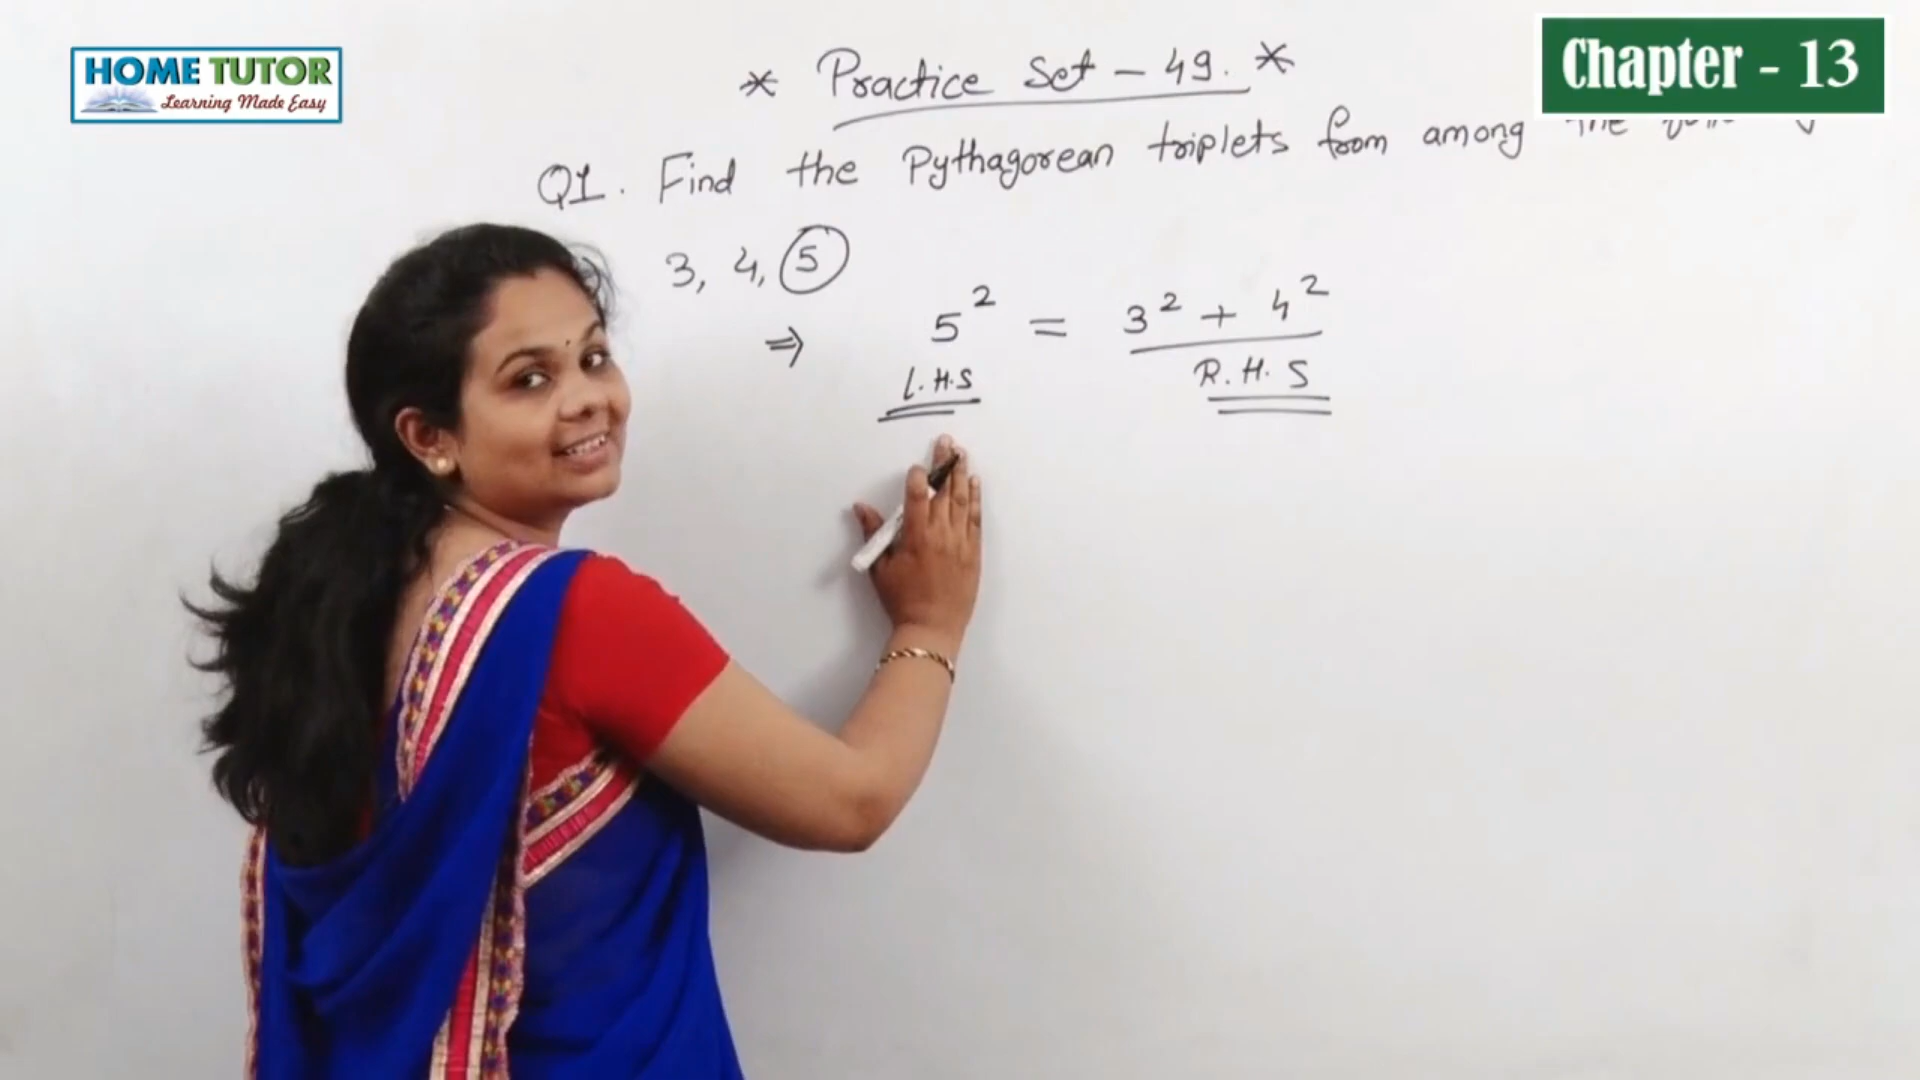 HOME TUTOR
Learning Made Easy
Chapter - 13
* Practice Set - 49. *
Q1. Find the Pythagorean triplets from among the
3, 4, 5
⇒ 5² = 3² + 4²
L.H.S R.H.S